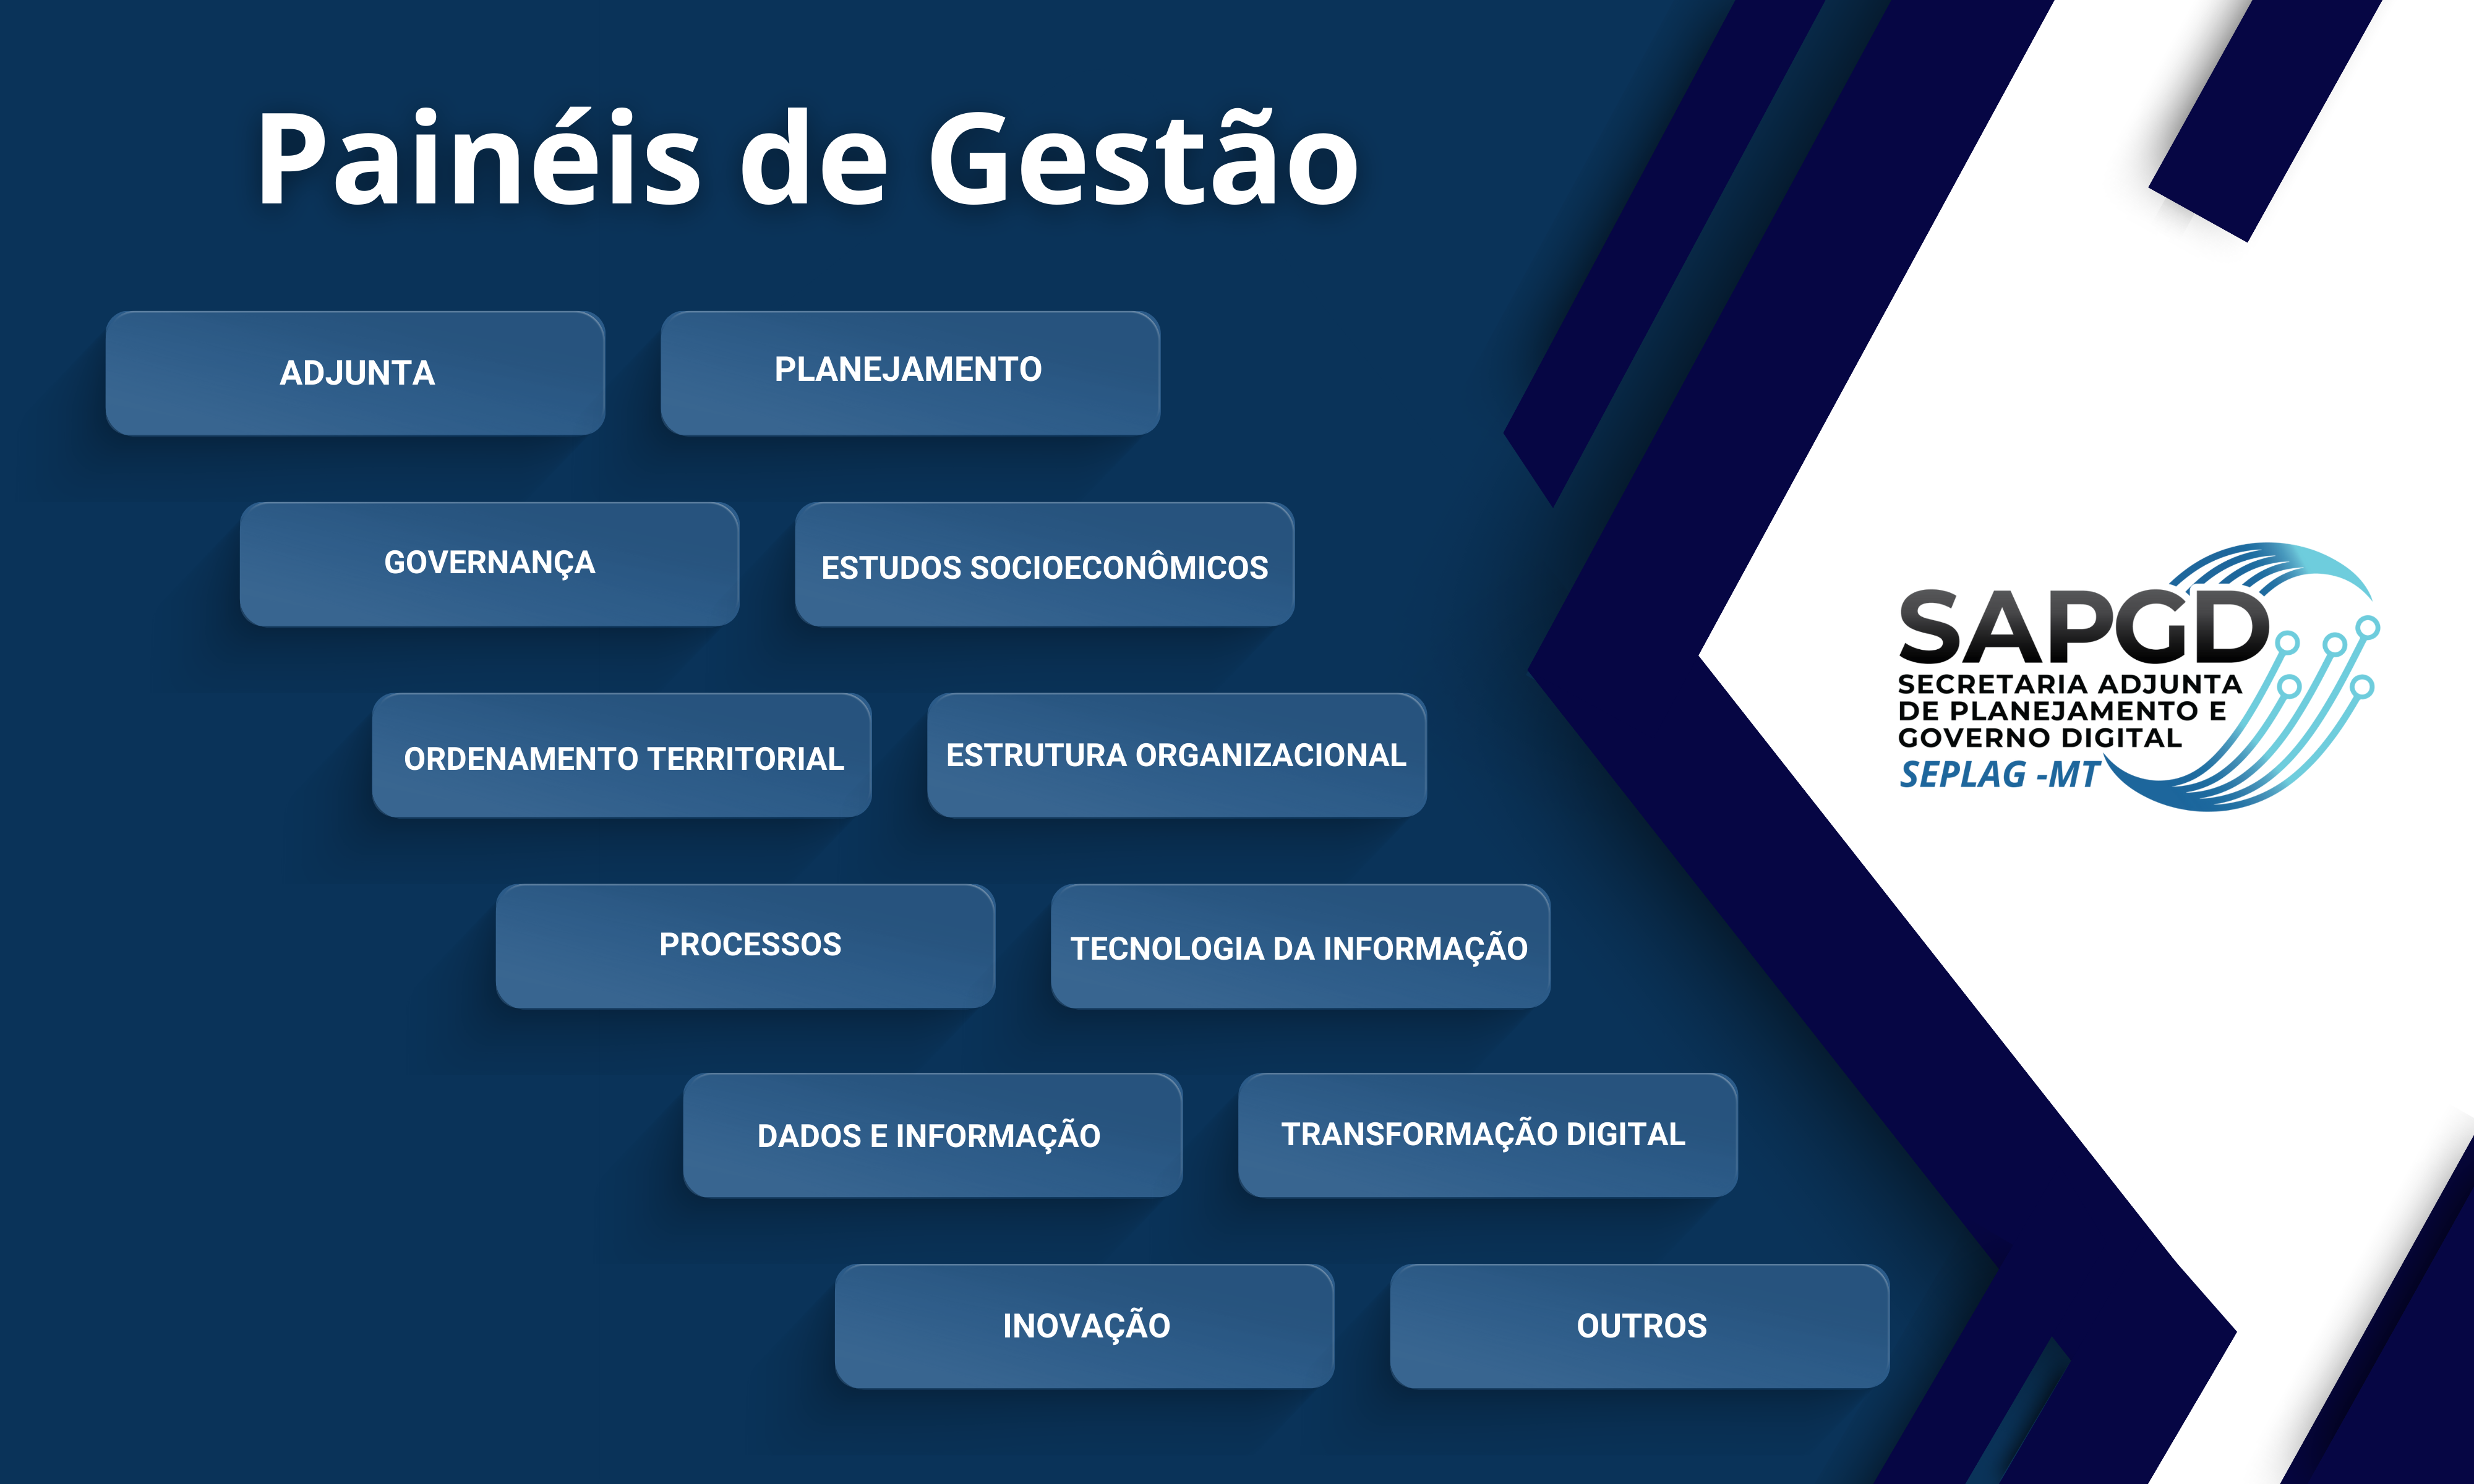 Painéis de Gestão
ADJUNTA
PLANEJAMENTO
GOVERNANÇA
ESTUDOS SOCIOECONÔMICOS
ORDENAMENTO TERRITORIAL
ESTRUTURA ORGANIZACIONAL
PROCESSOS
TECNOLOGIA DA INFORMAÇÃO
DADOS E INFORMAÇÃO
TRANSFORMAÇÃO DIGITAL
INOVAÇÃO
OUTROS
SAPGD
SECRETARIA ADJUNTA
DE PLANEJAMENTO E
GOVERNO DIGITAL
SEPLAG -MT